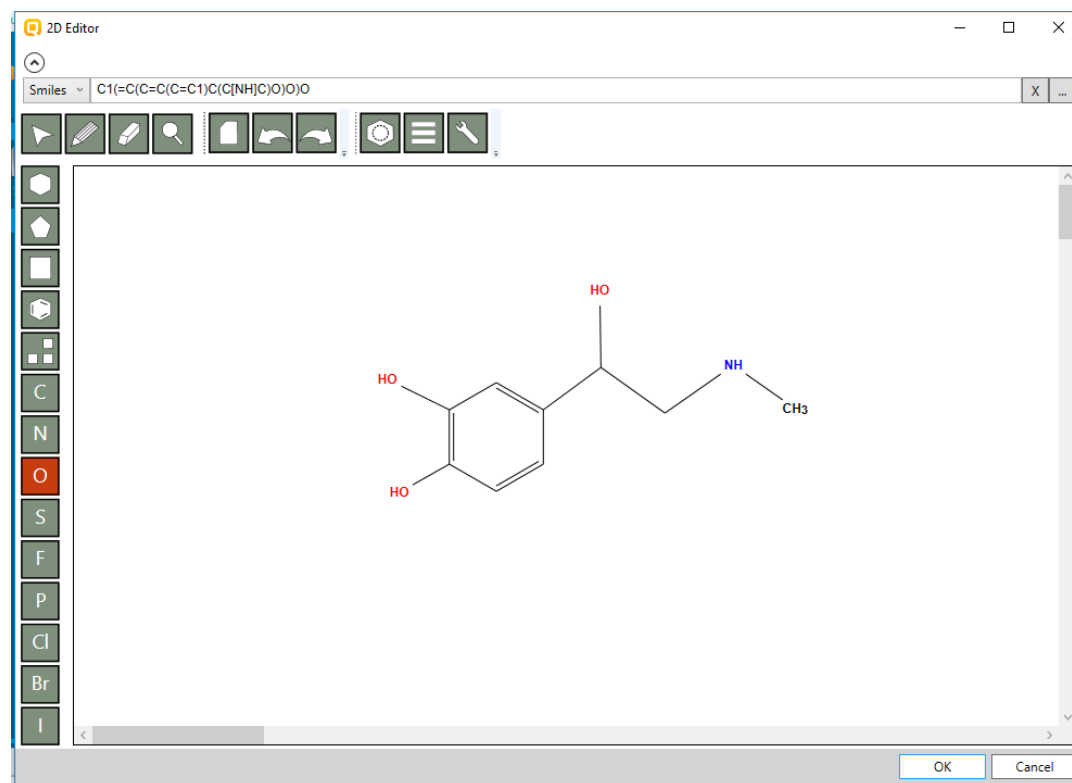 2D Editor
Smiles C1(=C(C=C(C=C1)C(C[NH]C)O)O)O X ...
HO
HO
NH
CH3
HO
C
N
O
S
F
P
Cl
Br
I
OK Cancel